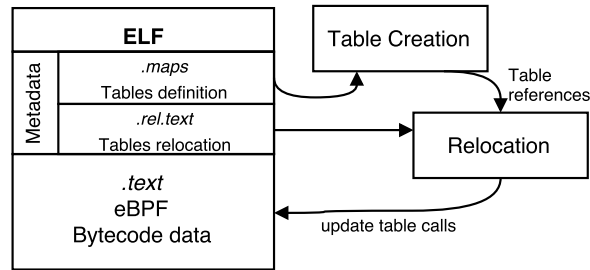 ELF
Metadata
.maps
Tables definition
.rel.text
Tables relocation
.text
eBPF
Bytecode data
Table Creation
Table
references
Relocation
update table calls